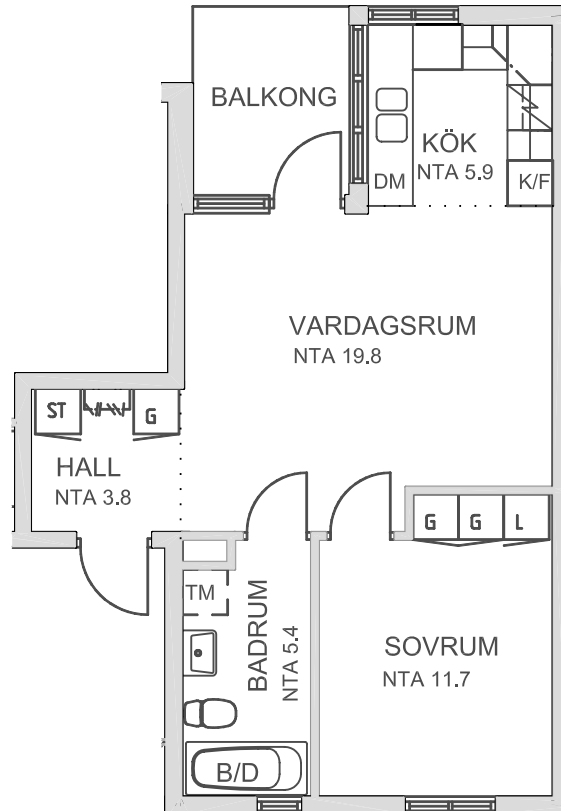 BALKONG
KÖK
NTA 5.9
DM
K/F
VARDAGSRUM
NTA 19.8
ST
G
HALL
NTA 3.8
G
G
L
TM
BADRUM
NTA 5.4
SOVRUM
NTA 11.7
B/D